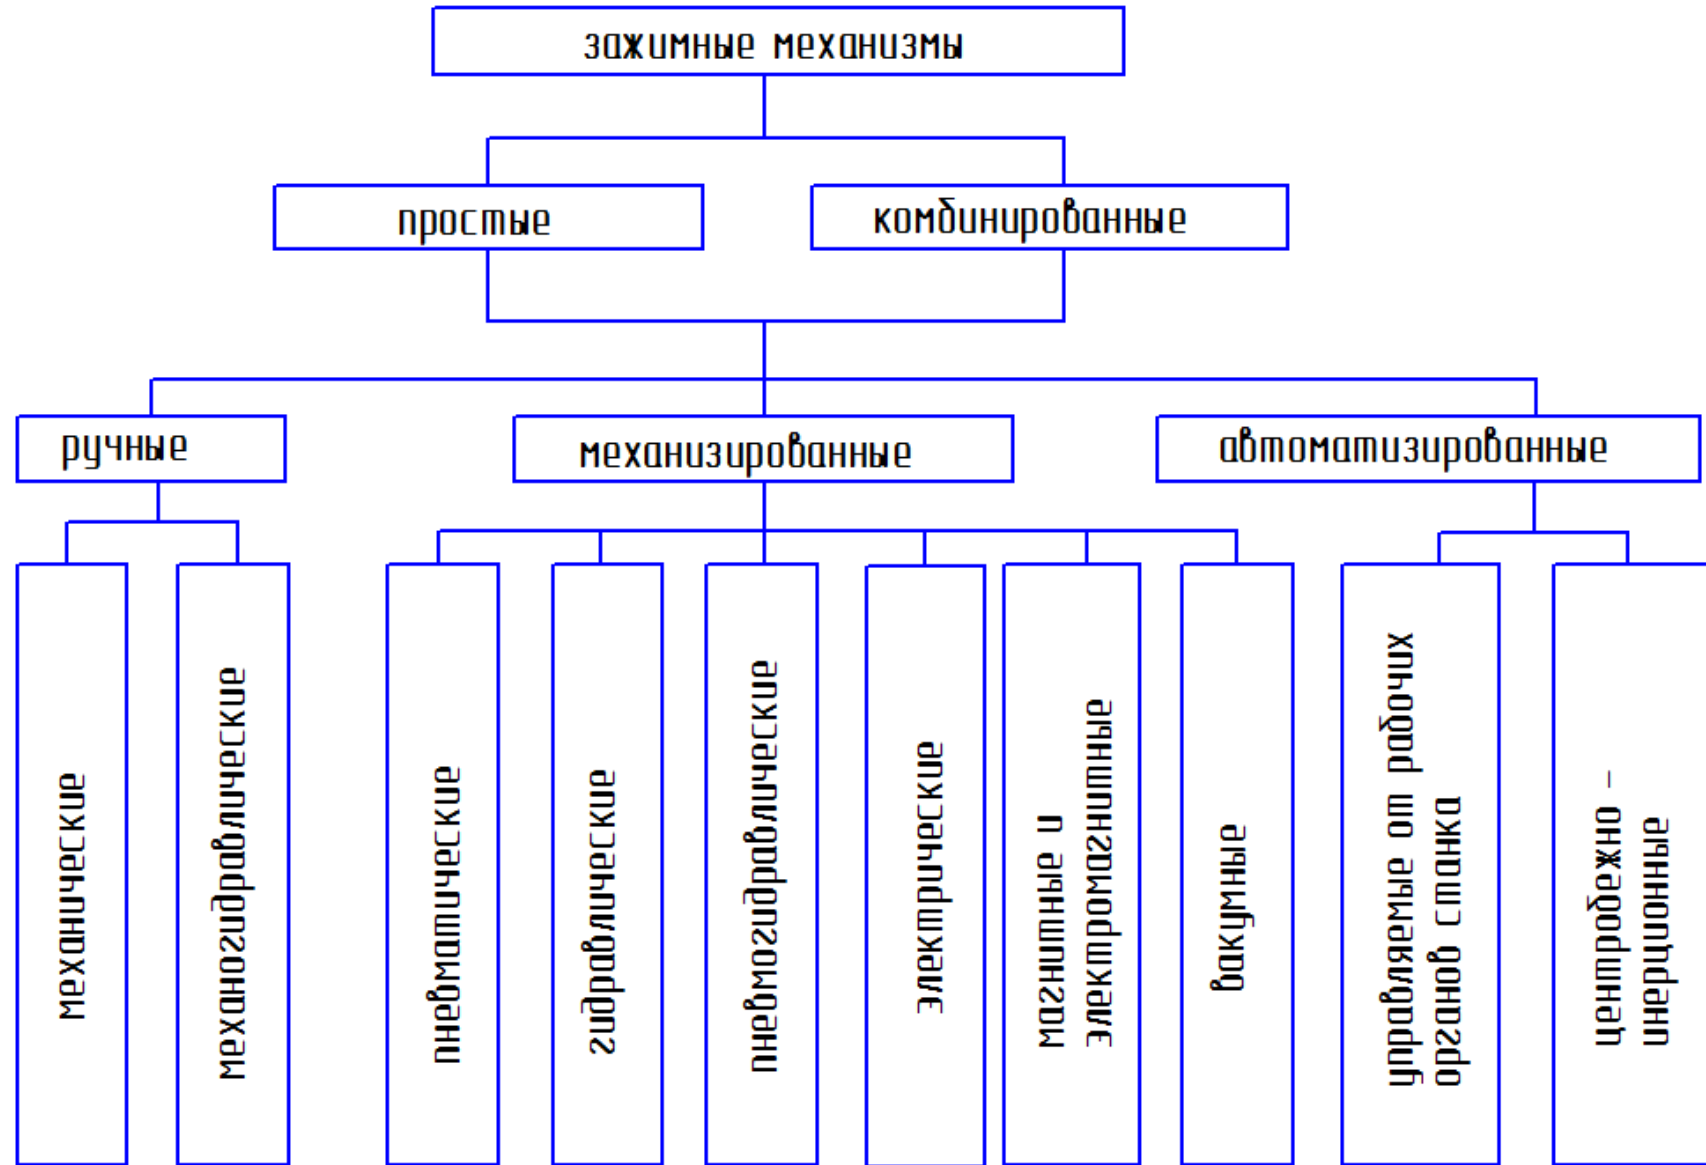 зажимные механизмы
простые
комбинированные
ручные
механизированные
автоматизированные
механические
механогидравлические
пневматические
гидравлические
пневмогидравлические
электрические
магнитные и
электромагнитные
вакумные
управляемые от рабочих
органов станка
центробежно –
инерционные